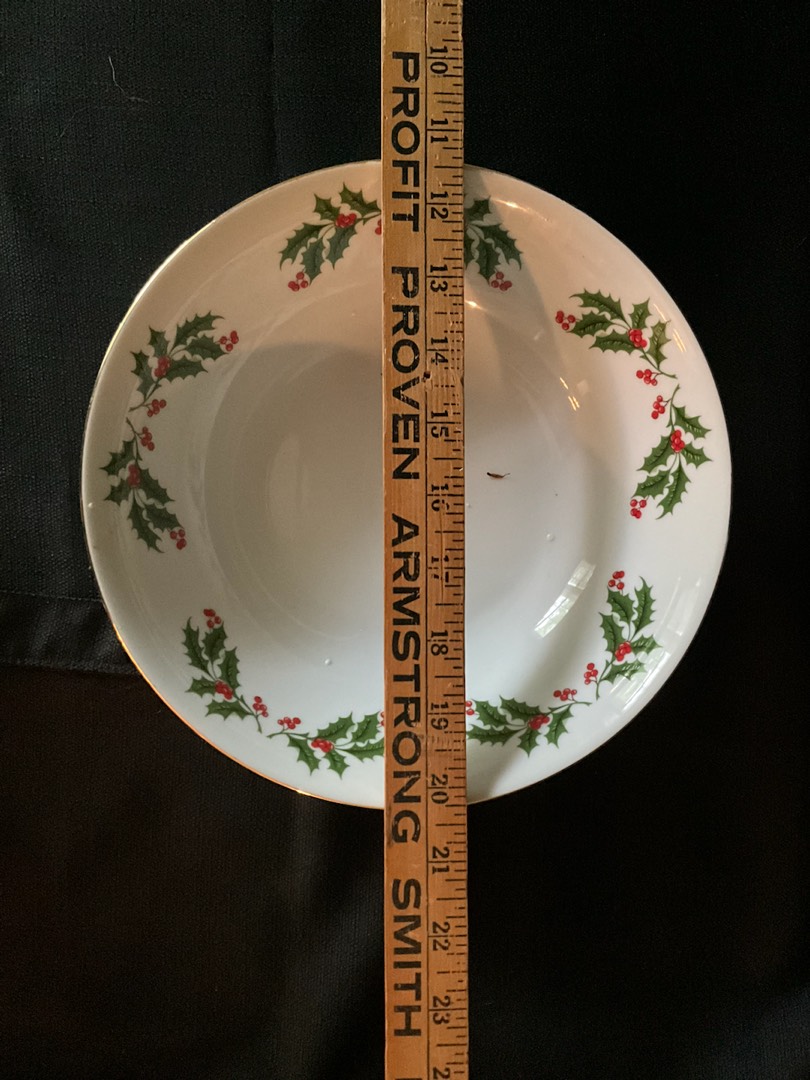 PROFIT PROVEN ARMSTRONG SMITH
10 11 12 13 14 15 16 17 18 19 20 21 22 23